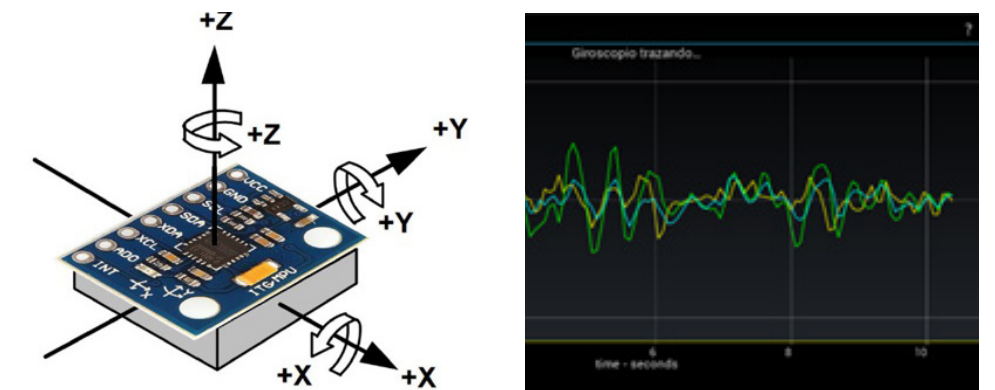 +Z
+Z
+Y
+Y
VCC
GND
SCL
SDA
XDA
XCL
ADO
INT
X
Y
ITG-MPU
+X
+X
?
Giroscopio trazando...
6
8
10
time - seconds